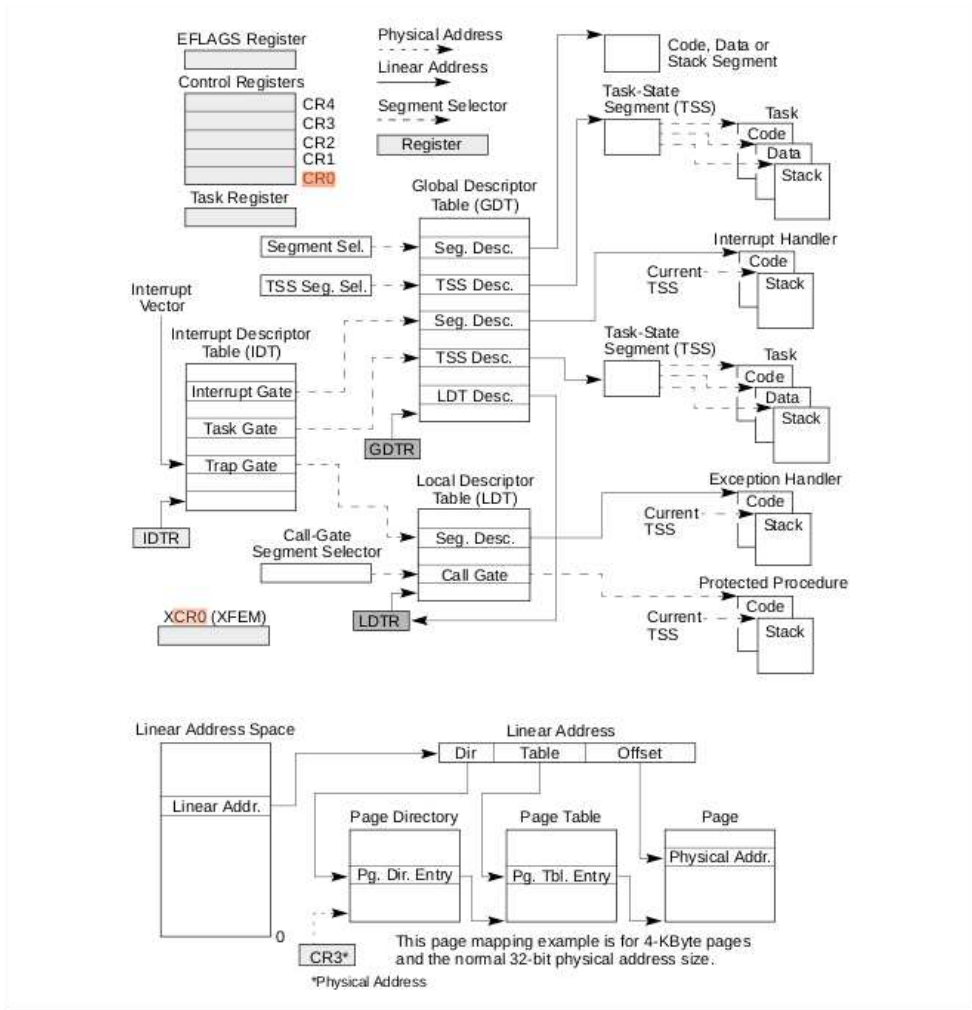 EFLAGS Register
Control Registers
CR4
CR3
CR2
CR1
CR0
Task Register
Physical Address
Linear Address
Segment Selector
Register
Code, Data or
Stack Segment
Task-State
Segment (TSS)
Task
Code
Data
Stack
Global Descriptor
Table (GDT)
Segment Sel.
Seg. Desc.
TSS Seg. Sel.
TSS Desc.
Interrupt Handler
Code
Stack
Current
TSS
Interrupt
Vector
Seg. Desc.
Interrupt Descriptor
Table (IDT)
TSS Desc.
Task-State
Segment (TSS)
Task
Code
Data
Stack
Interrupt Gate
LDT Desc.
Task Gate
GDTR
Trap Gate
IDTR
Local Descriptor
Table (LDT)
Exception Handler
Code
Stack
Current
TSS
Seg. Desc.
Call-Gate
Segment Selector
Call Gate
Protected Procedure
Code
Stack
Current
TSS
XCR0 (XFEM)
LDTR
Linear Address Space
Linear Addr.
0
Linear Address
Dir
Table
Offset
Page Directory
Page Table
Page
Physical Addr.
Pg. Dir. Entry
Pg. Tbl. Entry
CR3*
*Physical Address
This page mapping example is for 4-KByte pages
and the normal 32-bit physical address size.